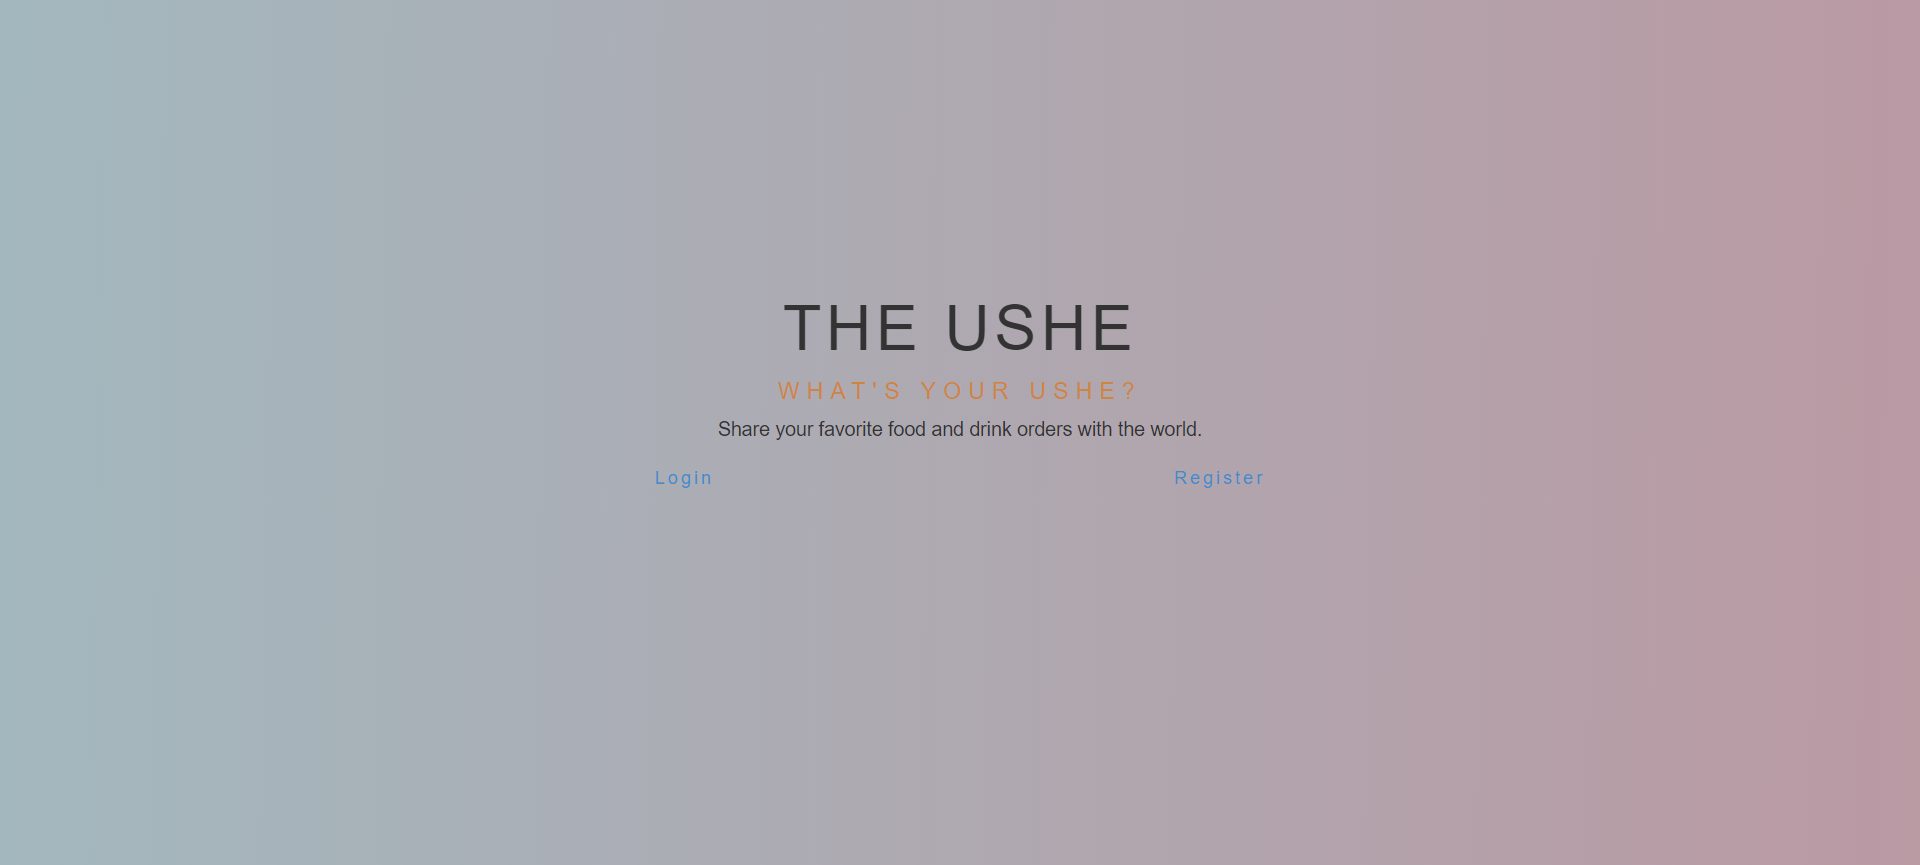 THE USHE
WHAT'S YOUR USHE?
Share your favorite food and drink orders with the world.
Login Register